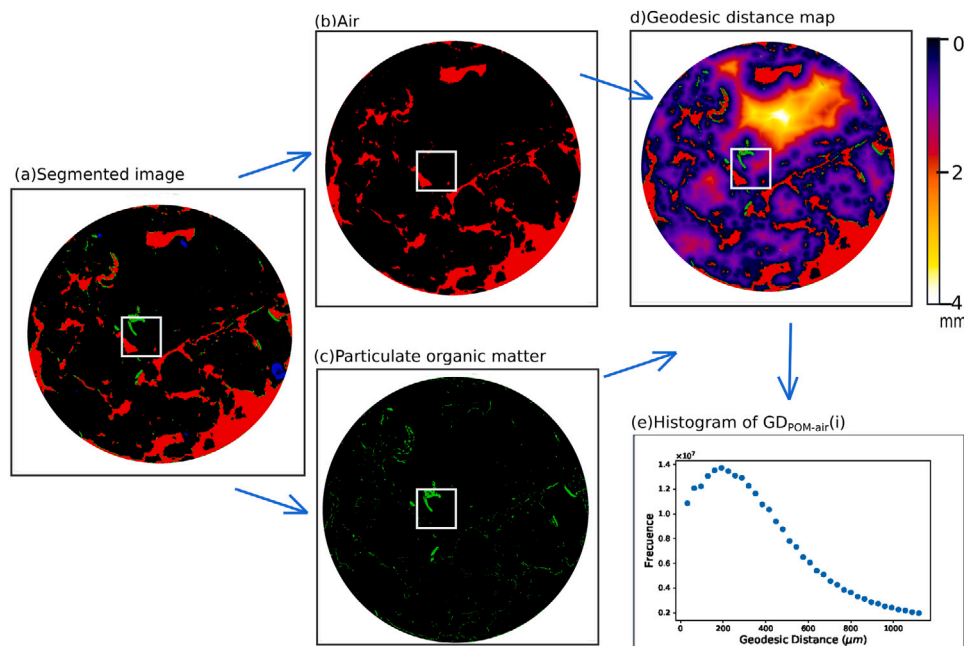 (a)Segmented image
(b)Air
(c)Particulate organic matter
d)Geodesic distance map
0
2
4
mm
(e)Histogram of GDPOM-air(i)
×10⁷
1.4
1.2
1.0
0.8
0.6
0.4
0.2
Frecuence
0 200 400 600 800 1000
Geodesic Distance (μm)